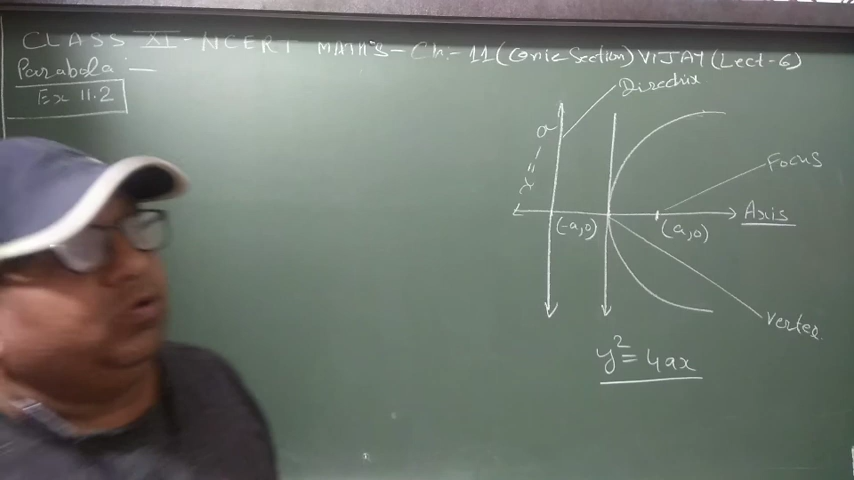 CLASS XI - NCERT MATH'S - Ch. - 11 (Conic Section) VIJAY (Lect - 6)
Parabola : -
Ex 11.2
Directrix
x = -a
Focus
(-a,0)
(a,0)
Axis
Vertex
y² = 4ax